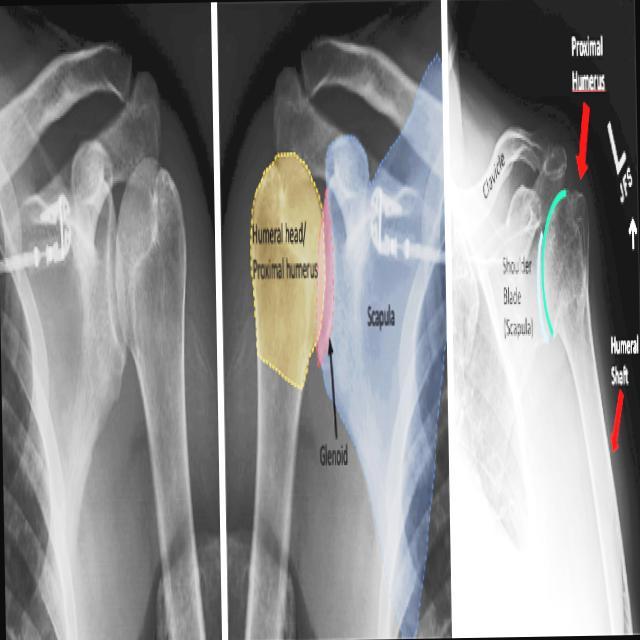 Humeral head/
Proximal humerus
Scapula
Glenoid
Proximal
Humerus
Clavicle
Shoulder
Blade
(Scapula)
Humeral
Shaft